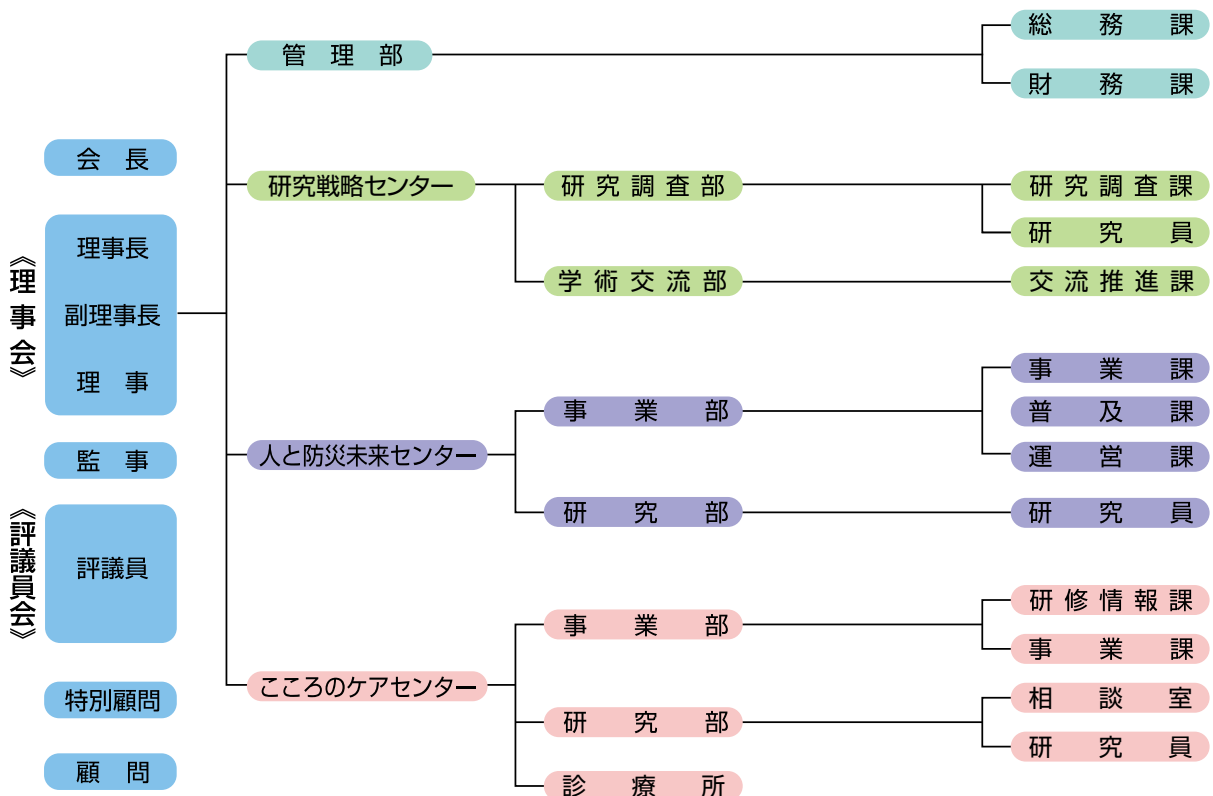 会長
《理事会》
理事長
副理事長
理事
監事
《評議員会》
評議員
特別顧問
顧問
管理部
総務課
財務課
研究戦略センター
研究調査部
研究調査課
研究員
学術交流部
交流推進課
人と防災未来センター
事業部
事業課
普及課
運営課
研究部
研究員
こころのケアセンター
事業部
研修情報課
事業課
研究部
相談室
研究員
診療所